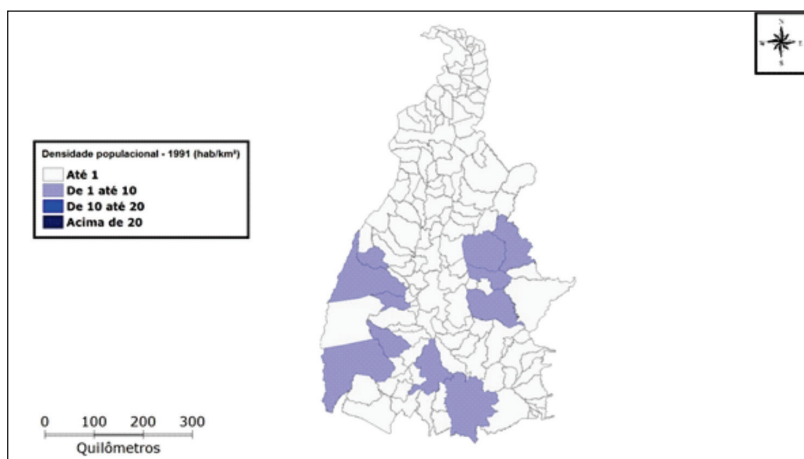 N
W E
S
Densidade populacional - 1991 (hab/km²)
Até 1
De 1 até 10
De 10 até 20
Acima de 20
0 100 200 300
Quilômetros